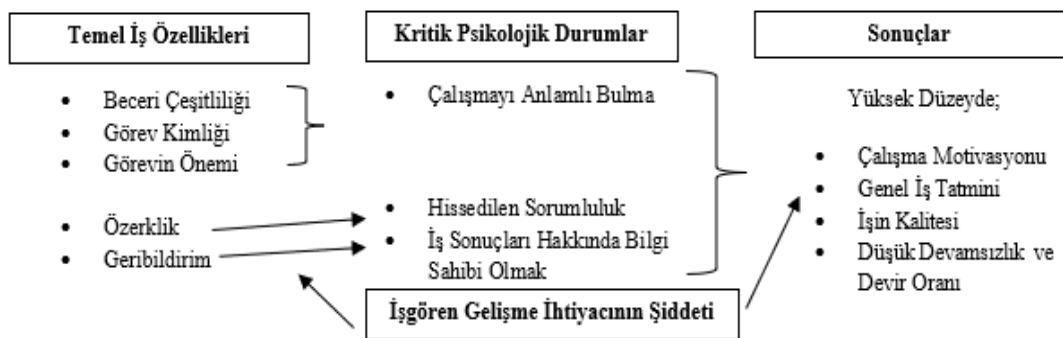 Temel İş Özellikleri
Kritik Psikolojik Durumlar
Sonuçlar
Beceri Çeşitliliği
Görev Kimliği
Görevin Önemi
Özerklik
Geribildirim
Çalışmayı Anlamlı Bulma
Hissedilen Sorumluluk
İş Sonuçları Hakkında Bilgi
Sahibi Olmak
Yüksek Düzeyde;
Çalışma Motivasyonu
Genel İş Tatmini
İşin Kalitesi
Düşük Devamsızlık ve
Devir Oranı
İşgören Gelişme İhtiyacının Şiddeti